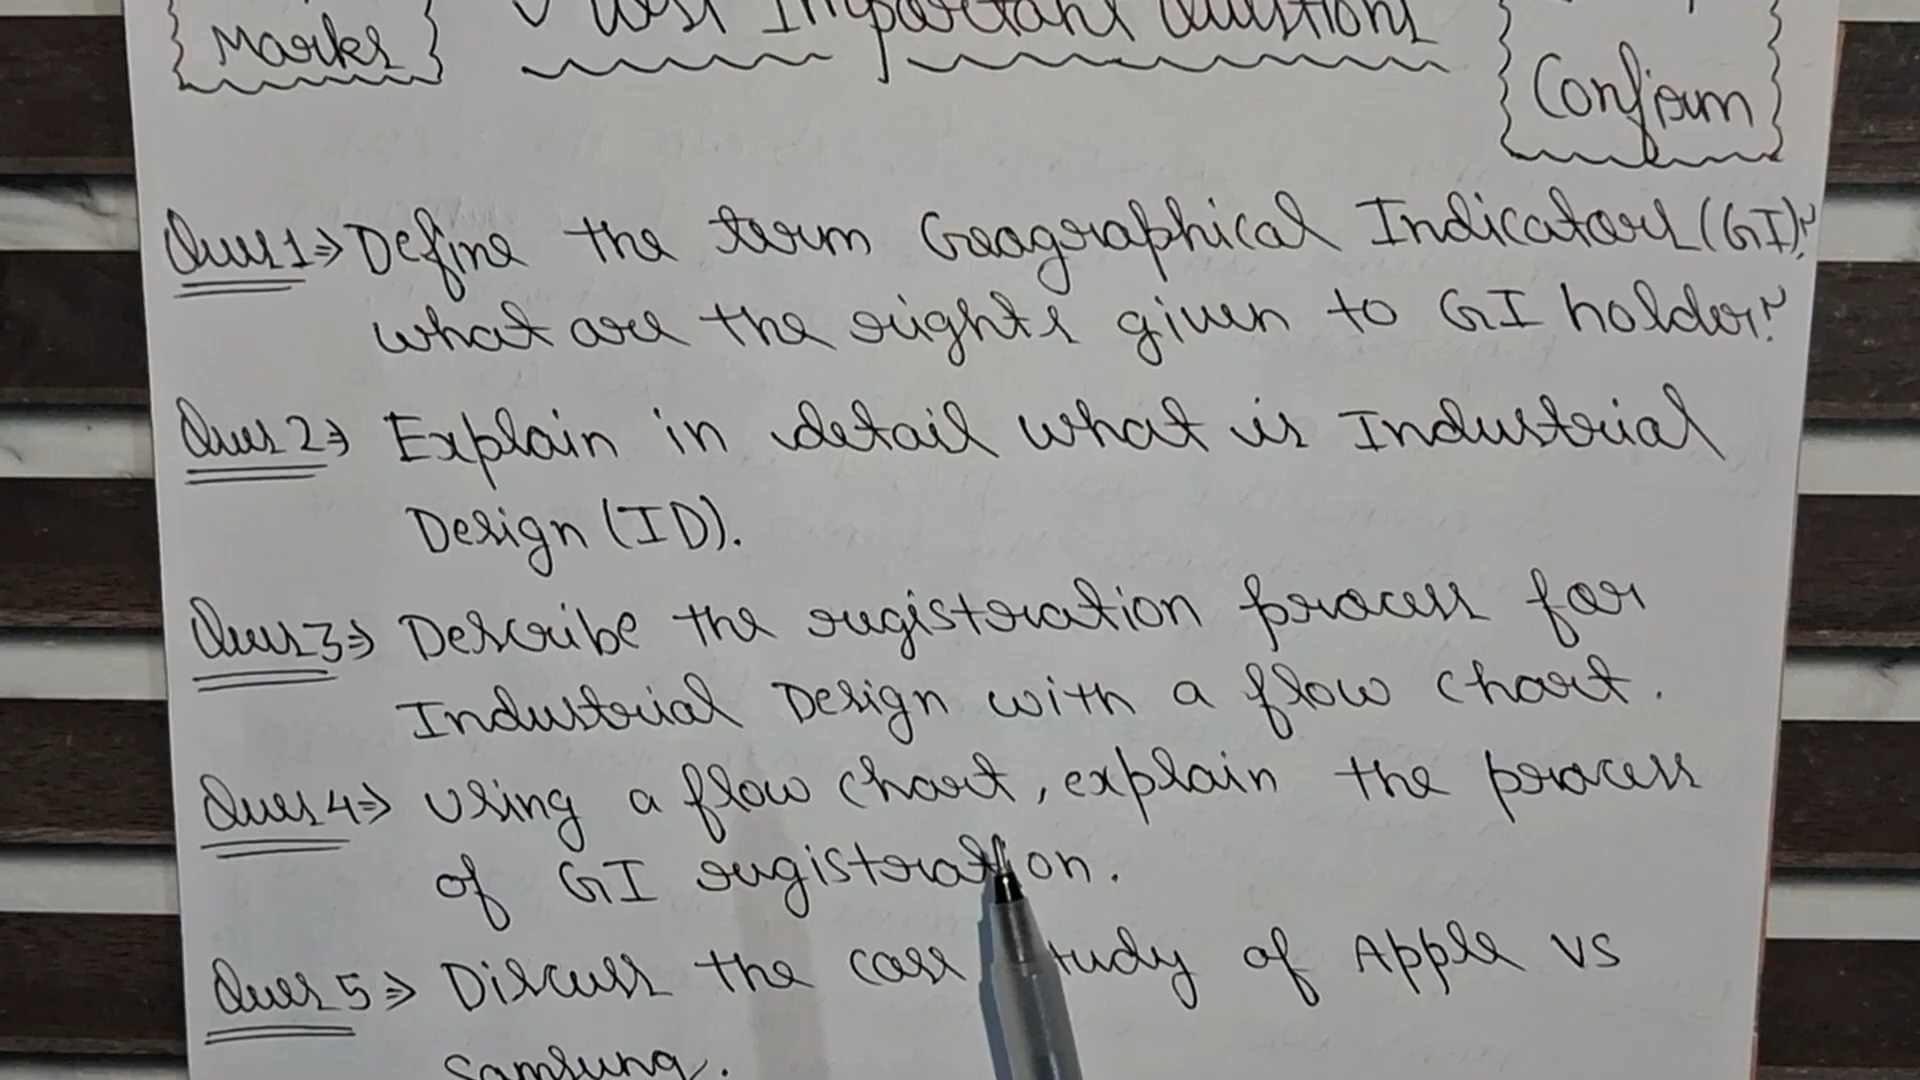 Marks
Most Important Questions
Confirm
Ques 1⇒ Define the term Geographical Indicators (GI)?
what are the rights given to GI holder?
Ques 2⇒ Explain in detail what is Industrial
Design (ID).
Ques 3⇒ Describe the registration process for
Industrial Design with a flow chart.
Ques 4⇒ Using a flow chart, explain the process
of GI registration.
Ques 5⇒ Discuss the case study of Apple vs
Samsung.